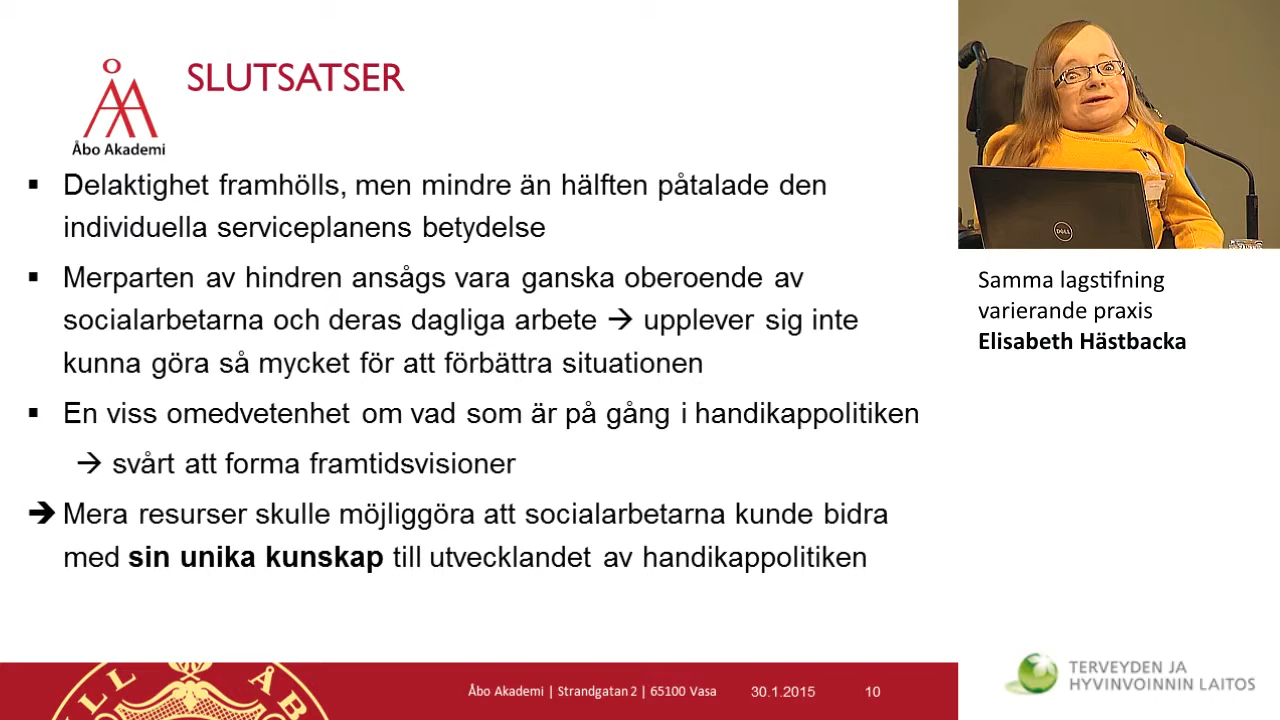 SLUTSATSER
Åbo Akademi
▪ Delaktighet framhölls, men mindre än hälften påtalade den
individuella serviceplanens betydelse
▪ Merparten av hindren ansågs vara ganska oberoende av
socialarbetarna och deras dagliga arbete → upplever sig inte
kunna göra så mycket för att förbättra situationen
▪ En viss omedvetenhet om vad som är på gång i handikappolitiken
→ svårt att forma framtidsvisioner
➔ Mera resurser skulle möjliggöra att socialarbetarna kunde bidra
med sin unika kunskap till utvecklandet av handikappolitiken
DELL
Samma lagstifning
varierande praxis
Elisabeth Hästbacka
Åbo Akademi | Strandgatan 2 | 65100 Vasa
30.1.2015
10
TERVEYDEN JA
HYVINVOINNIN LAITOS